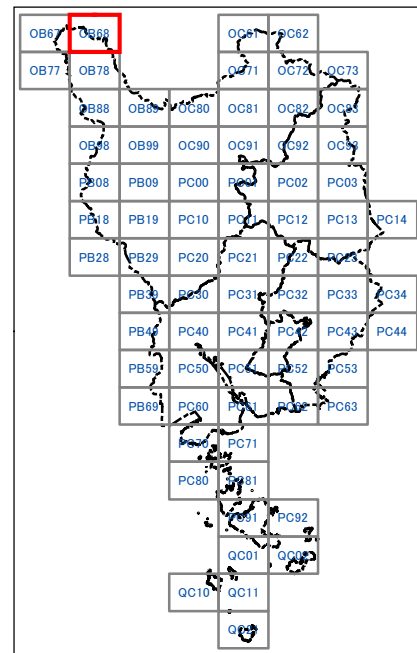 OB67 OB68 OC61 OC62
OB77 OB78 OC71 OC72 OC73
OB88 OB89 OC80 OC81 OC82 OC83
OB98 OB99 OC90 OC91 OC92 OC93
PB08 PB09 PC00 PC01 PC02 PC03
PB18 PB19 PC10 PC11 PC12 PC13 PC14
PB28 PB29 PC20 PC21 PC22 PC23
PB39 PC30 PC31 PC32 PC33 PC34
PB49 PC40 PC41 PC42 PC43 PC44
PB59 PC50 PC51 PC52 PC53
PB69 PC60 PC61 PC62 PC63
PC70 PC71
PC80 PC81
PC91 PC92
QC01 QC02
QC10 QC11
QC21